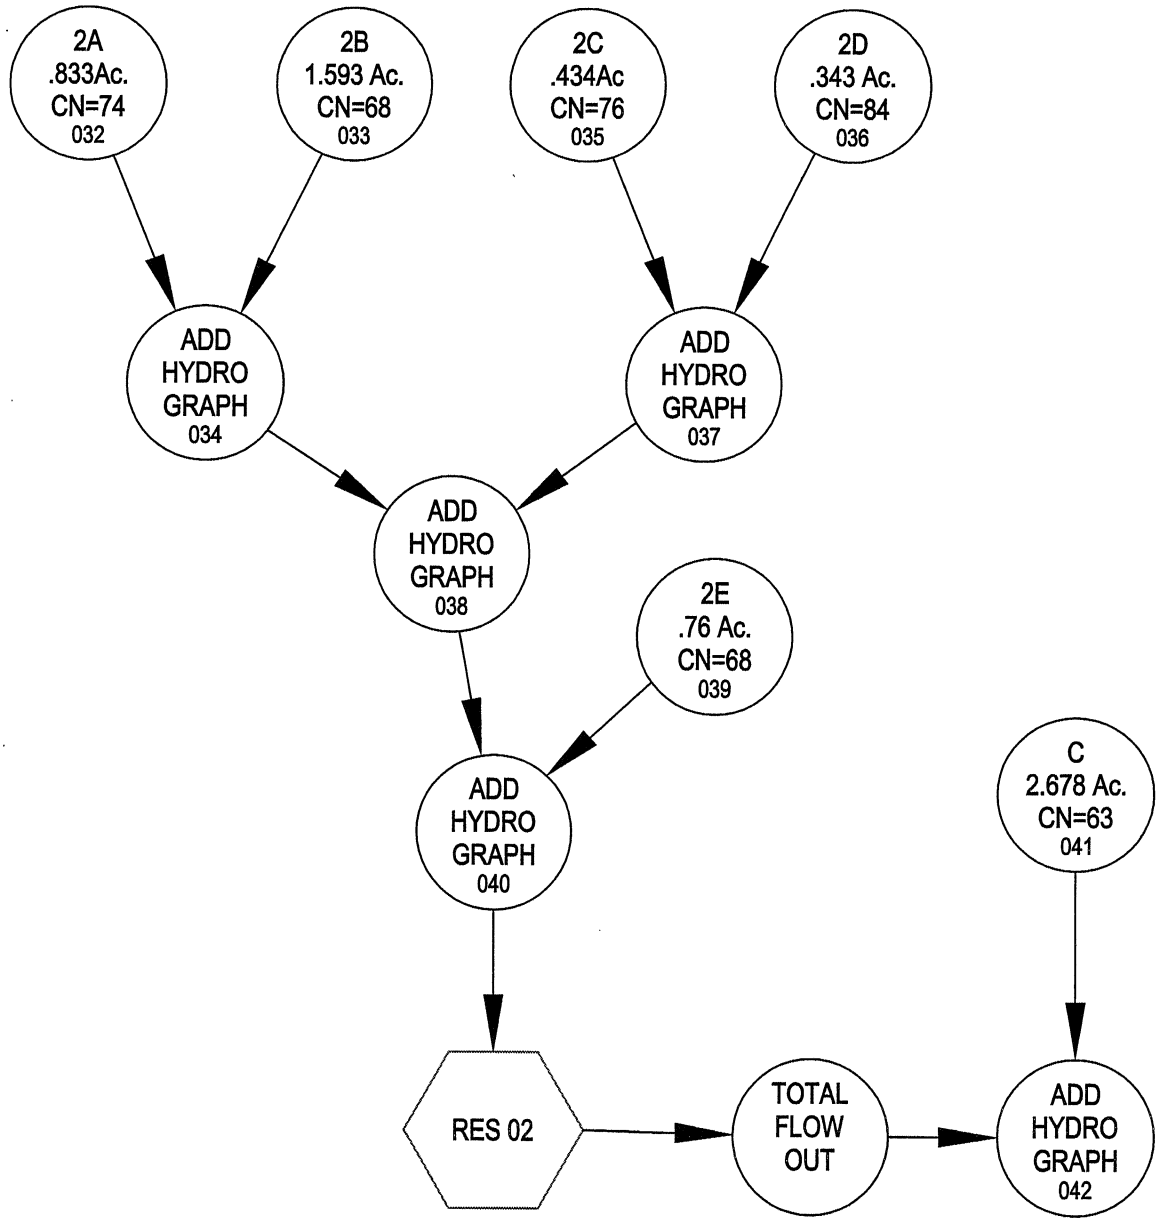 2A
.833Ac.
CN=74
032
2B
1.593 Ac.
CN=68
033
2C
.434Ac
CN=76
035
2D
.343 Ac.
CN=84
036
ADD
HYDRO
GRAPH
034
ADD
HYDRO
GRAPH
037
ADD
HYDRO
GRAPH
038
2E
.76 Ac.
CN=68
039
ADD
HYDRO
GRAPH
040
C
2.678 Ac.
CN=63
041
RES 02
TOTAL
FLOW
OUT
ADD
HYDRO
GRAPH
042